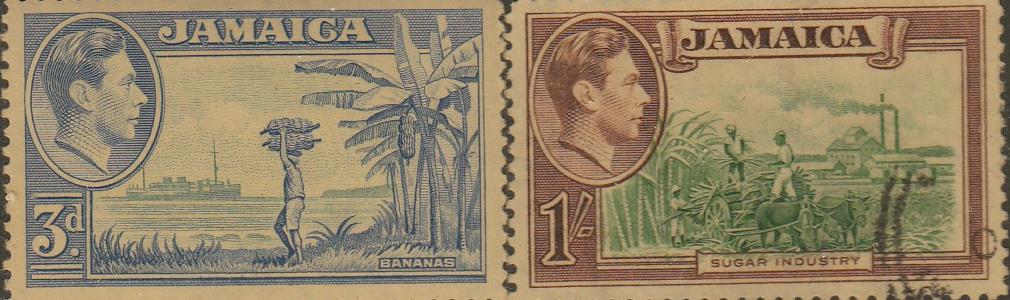 JAMAICA
3d.
BANANAS
JAMAICA
1/-
SUGAR INDUSTRY